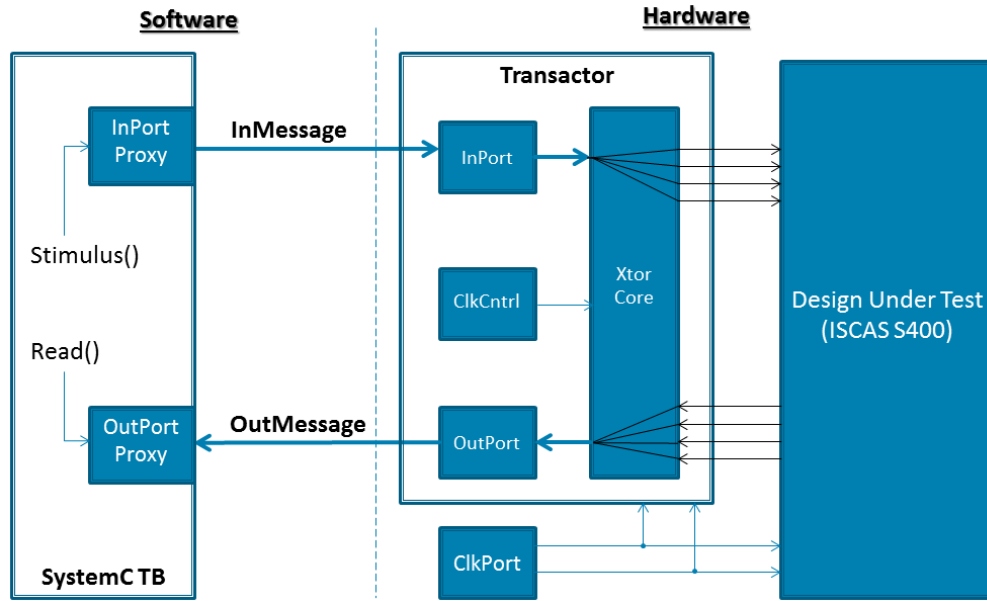 Software
Hardware
Transactor
InPort
Proxy
InMessage
InPort
Stimulus()
ClkCntrl
Xtor
Core
Design Under Test
(ISCAS S400)
Read()
OutPort
Proxy
OutMessage
OutPort
ClkPort
SystemC TB